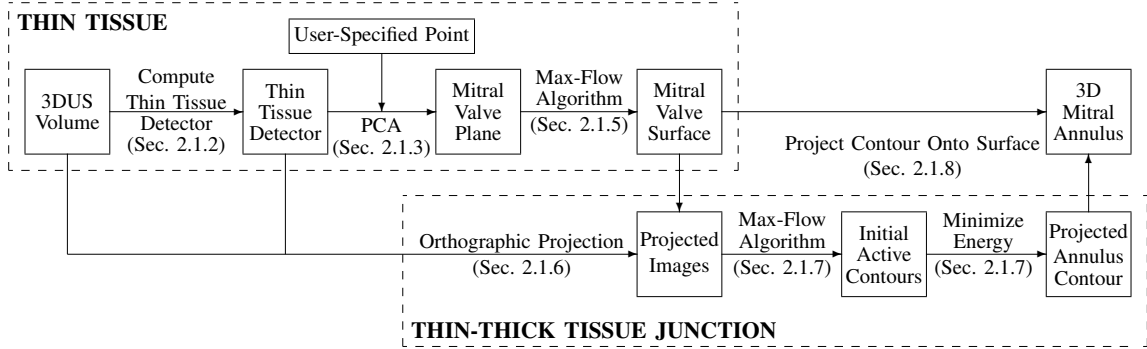 THIN TISSUE
User-Specified Point
3DUS
Volume
Compute
Thin Tissue
Detector
(Sec. 2.1.2)
Thin
Tissue
Detector
PCA
(Sec. 2.1.3)
Mitral
Valve
Plane
Max-Flow
Algorithm
(Sec. 2.1.5)
Mitral
Valve
Surface
3D
Mitral
Annulus
Project Contour Onto Surface
(Sec. 2.1.8)
Orthographic Projection
(Sec. 2.1.6)
Projected
Images
Max-Flow
Algorithm
(Sec. 2.1.7)
Initial
Active
Contours
Minimize
Energy
(Sec. 2.1.7)
Projected
Annulus
Contour
THIN-THICK TISSUE JUNCTION